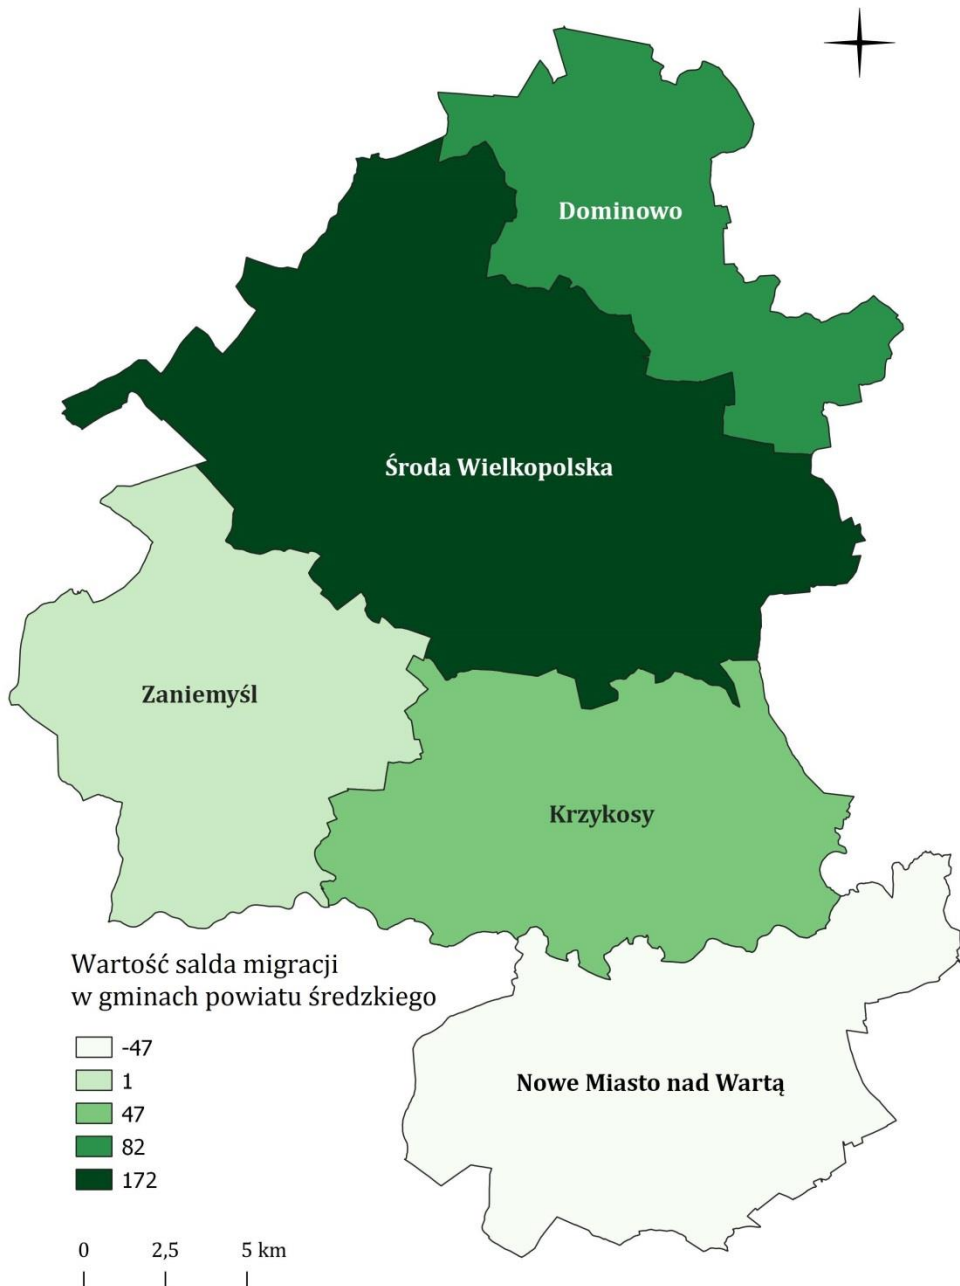 Dominowo
Środa Wielkopolska
Zaniemyśl
Krzykosy
Nowe Miasto nad Wartą
Wartość salda migracji
w gminach powiatu średzkiego
-47
1
47
82
172
0 2,5 5 km